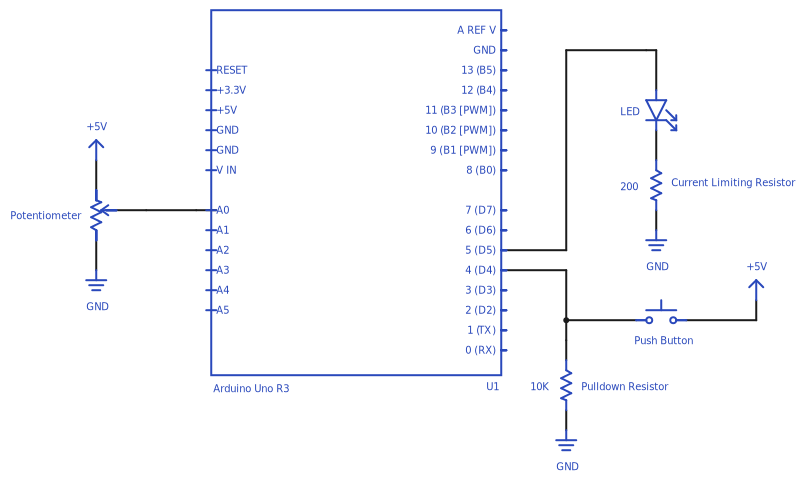 A REF V
GND
RESET
13 (B5)
+3.3V
12 (B4)
+5V
11 (B3 [PWM])
LED
+5V
GND
10 (B2 [PWM])
GND
9 (B1 [PWM])
V IN
8 (B0)
200
Current Limiting Resistor
Potentiometer
A0
7 (D7)
A1
6 (D6)
A2
5 (D5)
A3
4 (D4)
GND
+5V
A4
3 (D3)
GND
A5
2 (D2)
1 (TX)
Push Button
0 (RX)
Arduino Uno R3
U1
10K
Pulldown Resistor
GND